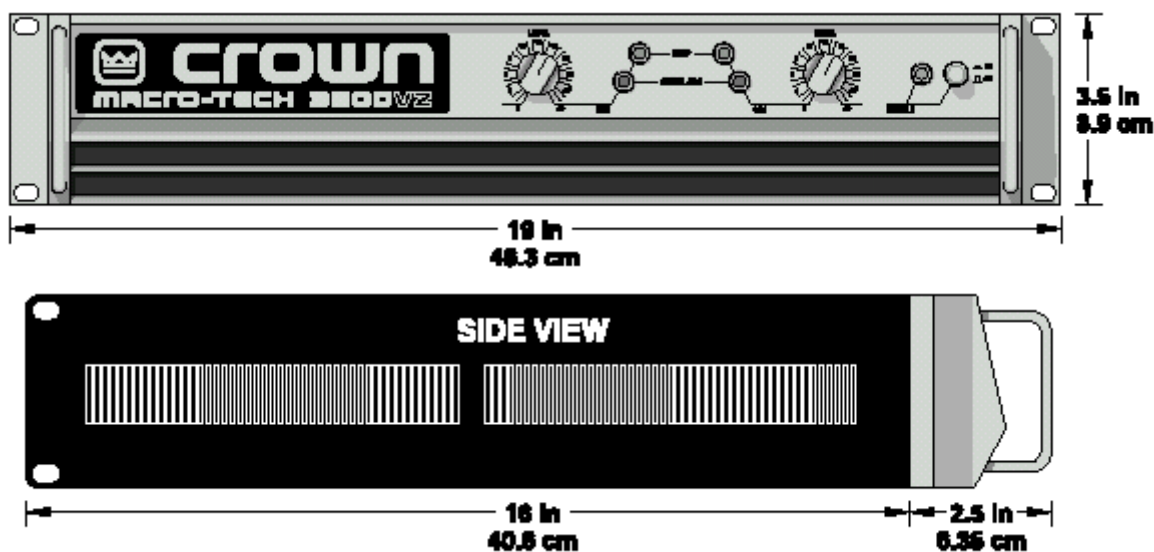 crown
MACRO-TECH 3600VZ
3.5 in
8.9 cm
19 in
48.3 cm
SIDE VIEW
16 in
40.6 cm
2.5 in
6.35 cm